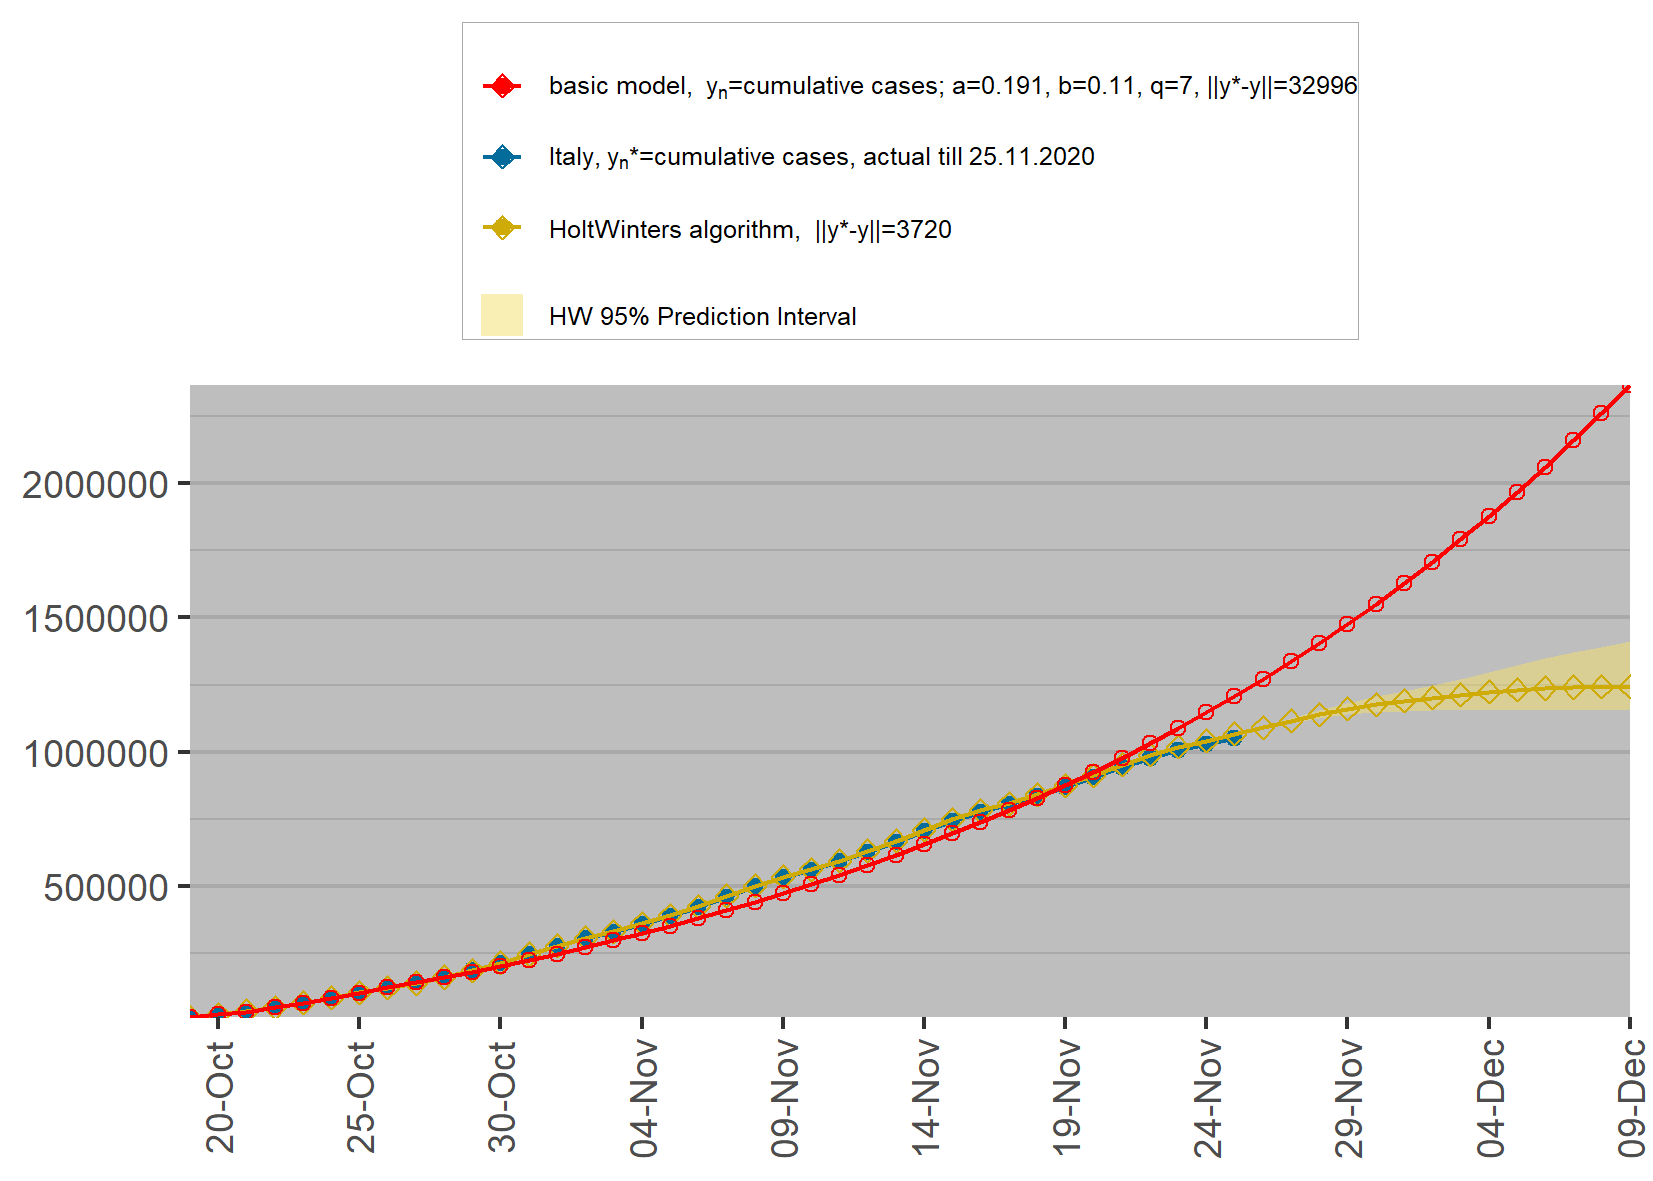 basic model,  yn=cumulative cases; a=0.191, b=0.11, q=7, ||y*-y||=32996
Italy, yn*=cumulative cases, actual till 25.11.2020
HoltWinters algorithm,  ||y*-y||=3720
HW 95% Prediction Interval
2000000
1500000
1000000
500000
20-Oct
25-Oct
30-Oct
04-Nov
09-Nov
14-Nov
19-Nov
24-Nov
29-Nov
04-Dec
09-Dec